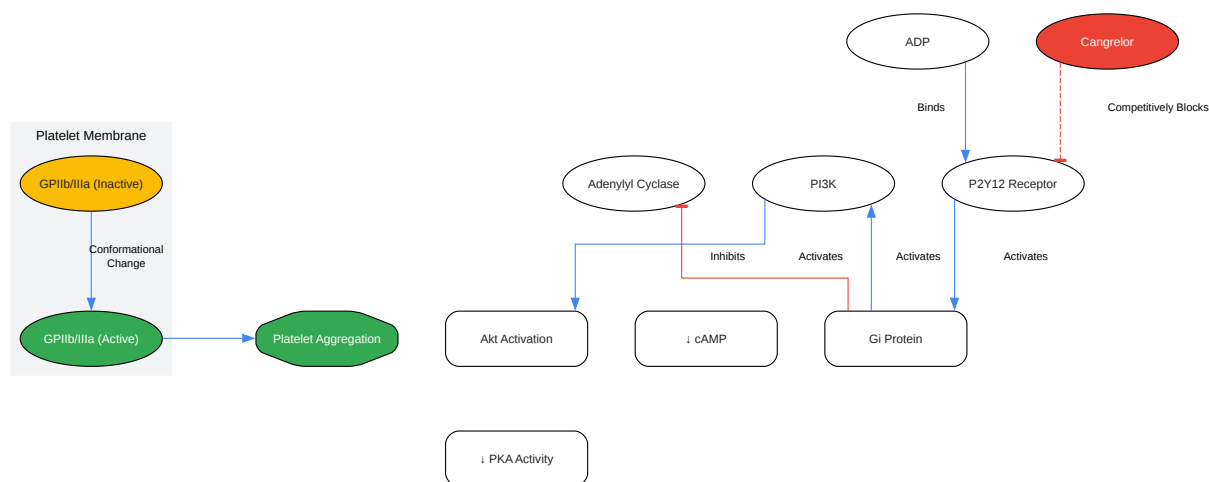 ADP
Cangrelor
Binds
Competitively Blocks
Platelet Membrane
GPIIb/IIIa (Inactive)
Adenylyl Cyclase
PI3K
P2Y12 Receptor
Conformational
Change
Inhibits
Activates
Activates
Activates
GPIIb/IIIa (Active)
Platelet Aggregation
Akt Activation
↓ cAMP
Gi Protein
↓ PKA Activity